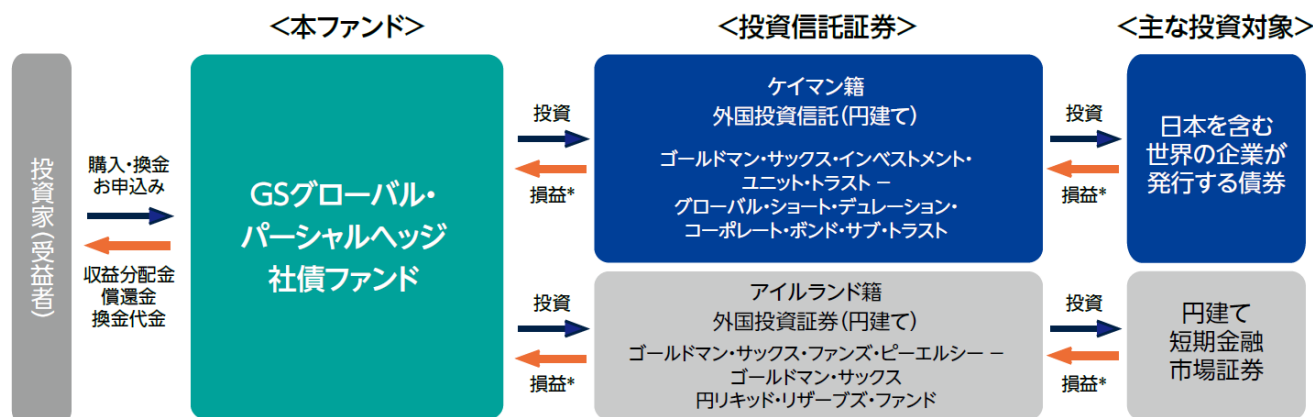 <本ファンド>
<投資信託証券>
<主な投資対象>
投資家(受益者)
購入・換金
お申込み
収益分配金
償還金
換金代金
GSグローバル・
パーシャルヘッジ
社債ファンド
投資
損益*
ケイマン籍
外国投資信託(円建て)
ゴールドマン・サックス・インベストメント・
ユニット・トラスト −
グローバル・ショート・デュレーション・
コーポレート・ボンド・サブ・トラスト
投資
損益*
日本を含む
世界の企業が
発行する債券
投資
損益*
アイルランド籍
外国投資証券(円建て)
ゴールドマン・サックス・ファンズ・ピーエルシー −
ゴールドマン・サックス
円リキッド・リザーブズ・ファンド
投資
損益*
円建て
短期金融
市場証券